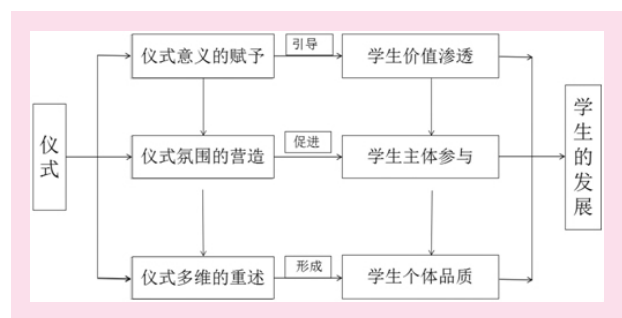 仪式意义的赋予
引导
学生价值渗透
仪式
仪式氛围的营造
促进
学生主体参与
学生的发展
仪式多维的重述
形成
学生个体品质